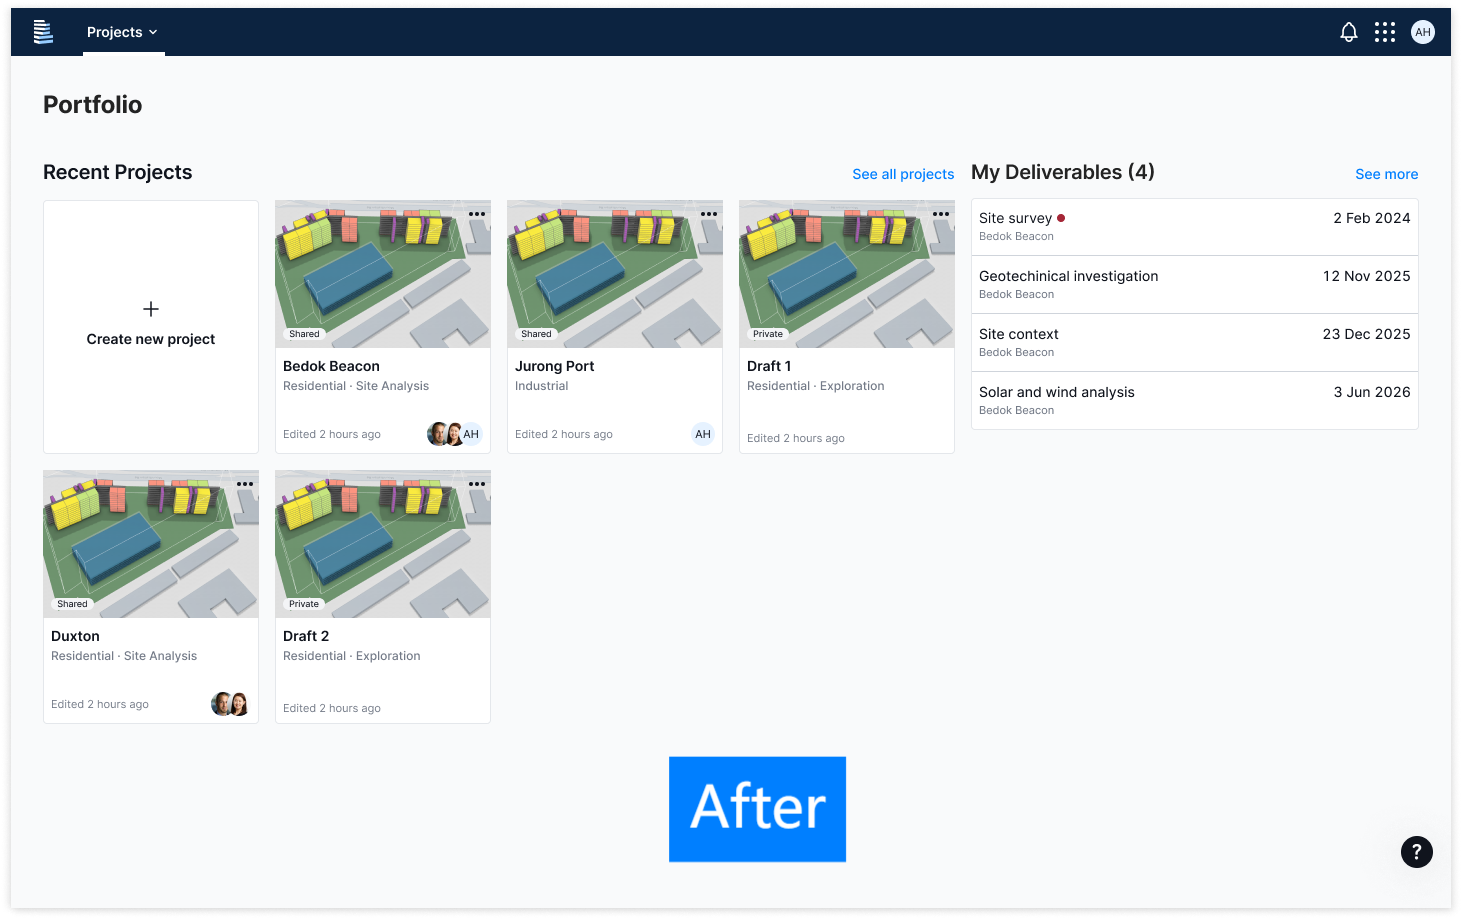 Projects
AH
Portfolio
Recent Projects
See all projects
Create new project
Shared
Bedok Beacon
Residential · Site Analysis
Edited 2 hours ago
AH
Shared
Jurong Port
Industrial
Edited 2 hours ago
AH
Private
Draft 1
Residential · Exploration
Edited 2 hours ago
Shared
Duxton
Residential · Site Analysis
Edited 2 hours ago
Private
Draft 2
Residential · Exploration
Edited 2 hours ago
My Deliverables (4)
See more
Site survey 2 Feb 2024
Bedok Beacon
Geotechinical investigation 12 Nov 2025
Bedok Beacon
Site context 23 Dec 2025
Bedok Beacon
Solar and wind analysis 3 Jun 2026
Bedok Beacon
After
?